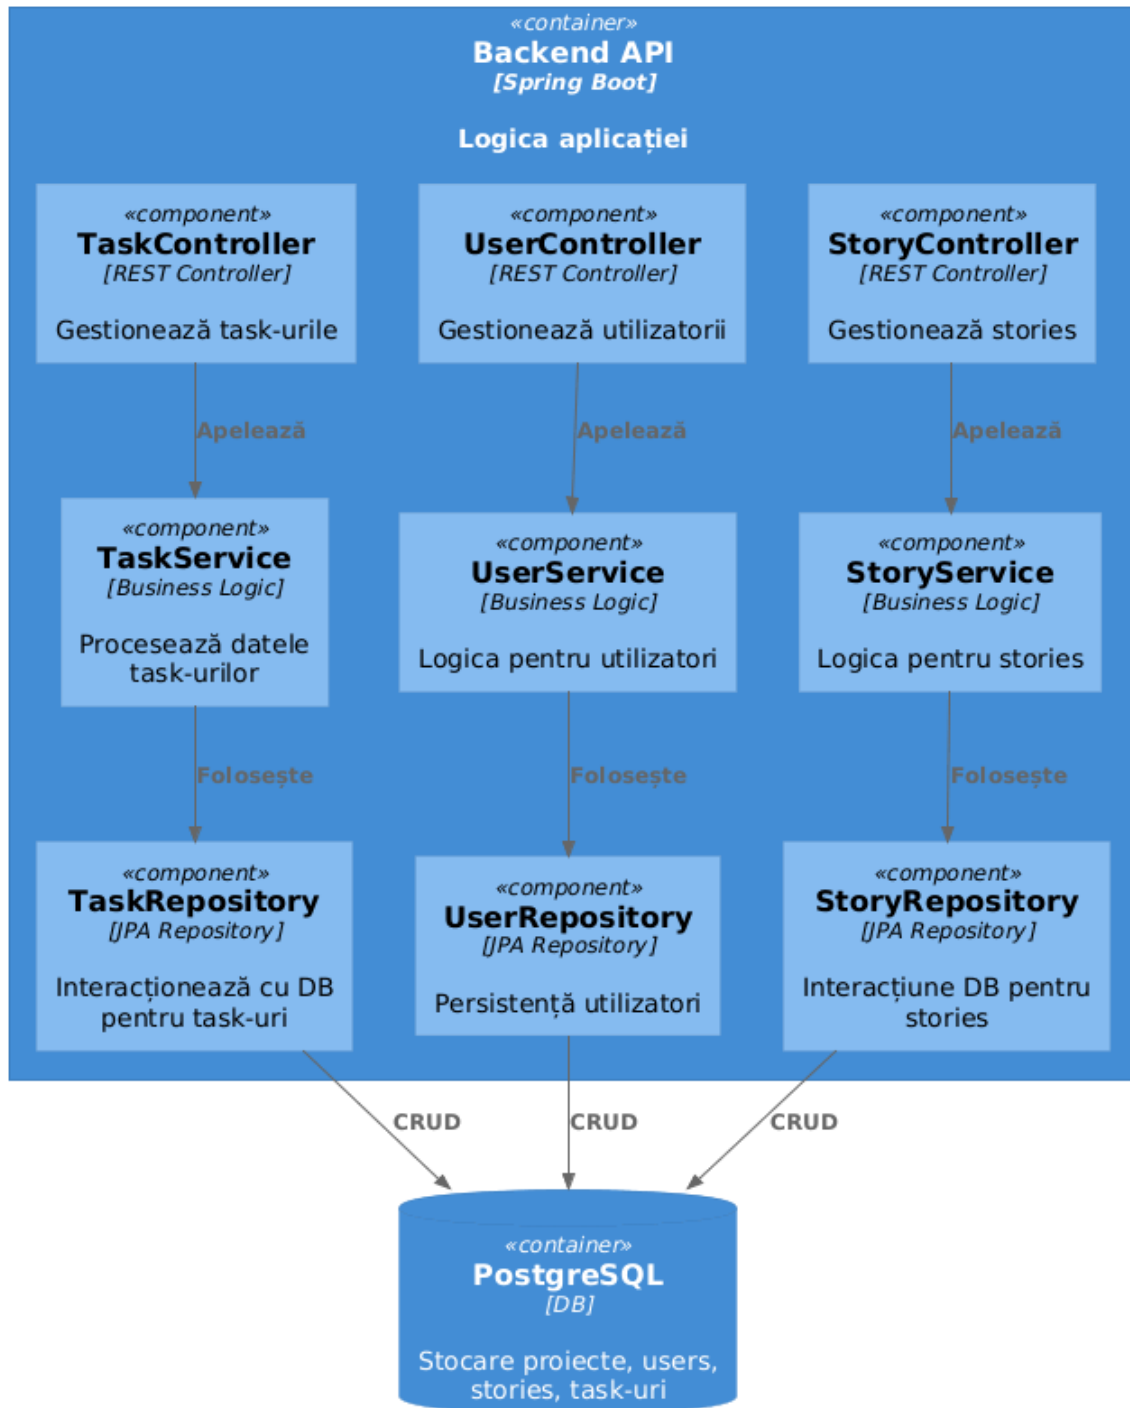 «container»
Backend API
[Spring Boot]
Logica aplicației
«component»
TaskController
[REST Controller]
Gestionează task-urile
«component»
UserController
[REST Controller]
Gestionează utilizatorii
«component»
StoryController
[REST Controller]
Gestionează stories
Apelează
Apelează
Apelează
«component»
TaskService
[Business Logic]
Procesează datele
task-urilor
«component»
UserService
[Business Logic]
Logica pentru utilizatori
«component»
StoryService
[Business Logic]
Logica pentru stories
Folosește
Folosește
Folosește
«component»
TaskRepository
[JPA Repository]
Interacționează cu DB
pentru task-uri
«component»
UserRepository
[JPA Repository]
Persistență utilizatori
«component»
StoryRepository
[JPA Repository]
Interacțiune DB pentru
stories
CRUD
CRUD
CRUD
«container»
PostgreSQL
[DB]
Stocare proiecte, users,
stories, task-uri